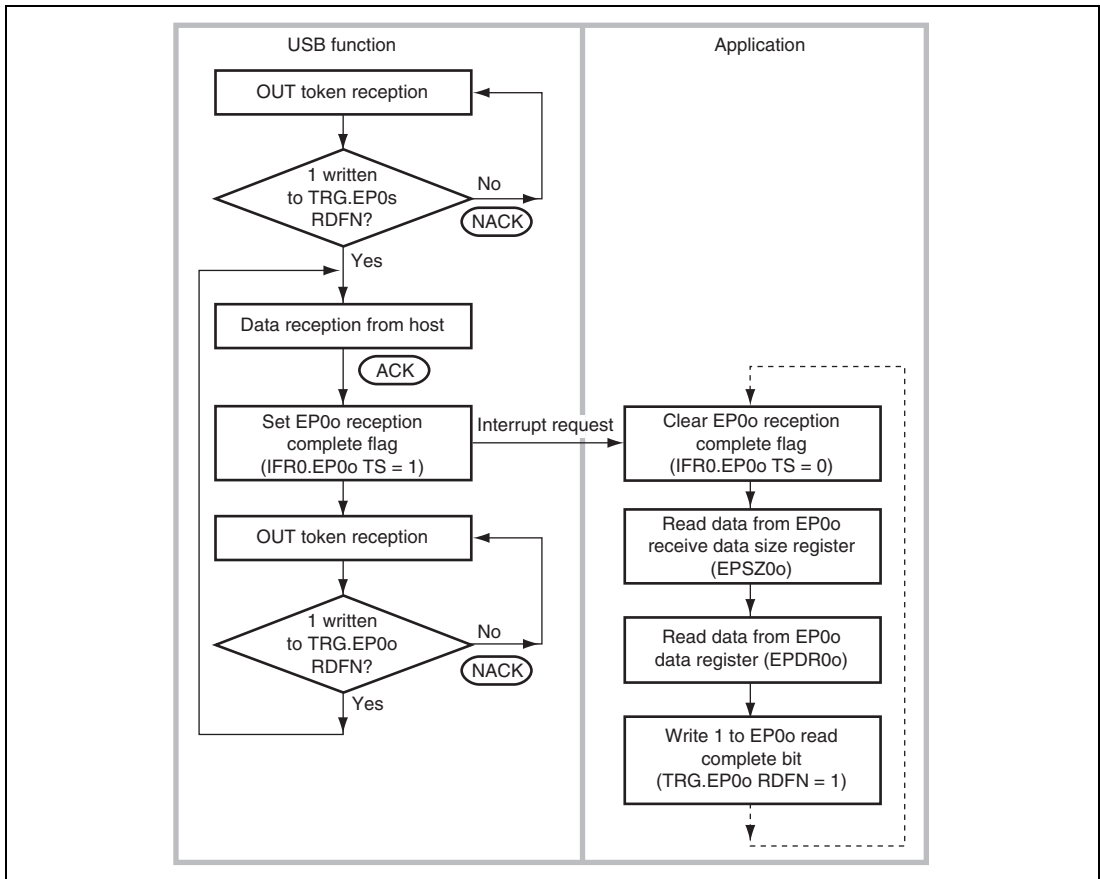 USB function
OUT token reception
1 written
to TRG.EP0s
RDFN?
No
NACK
Yes
Data reception from host
ACK
Set EP0o reception
complete flag
(IFR0.EP0o TS = 1)
Interrupt request
OUT token reception
1 written
to TRG.EP0o
RDFN?
No
NACK
Yes
Application
Clear EP0o reception
complete flag
(IFR0.EP0o TS = 0)
Read data from EP0o
receive data size register
(EPSZ0o)
Read data from EP0o
data register (EPDR0o)
Write 1 to EP0o read
complete bit
(TRG.EP0o RDFN = 1)